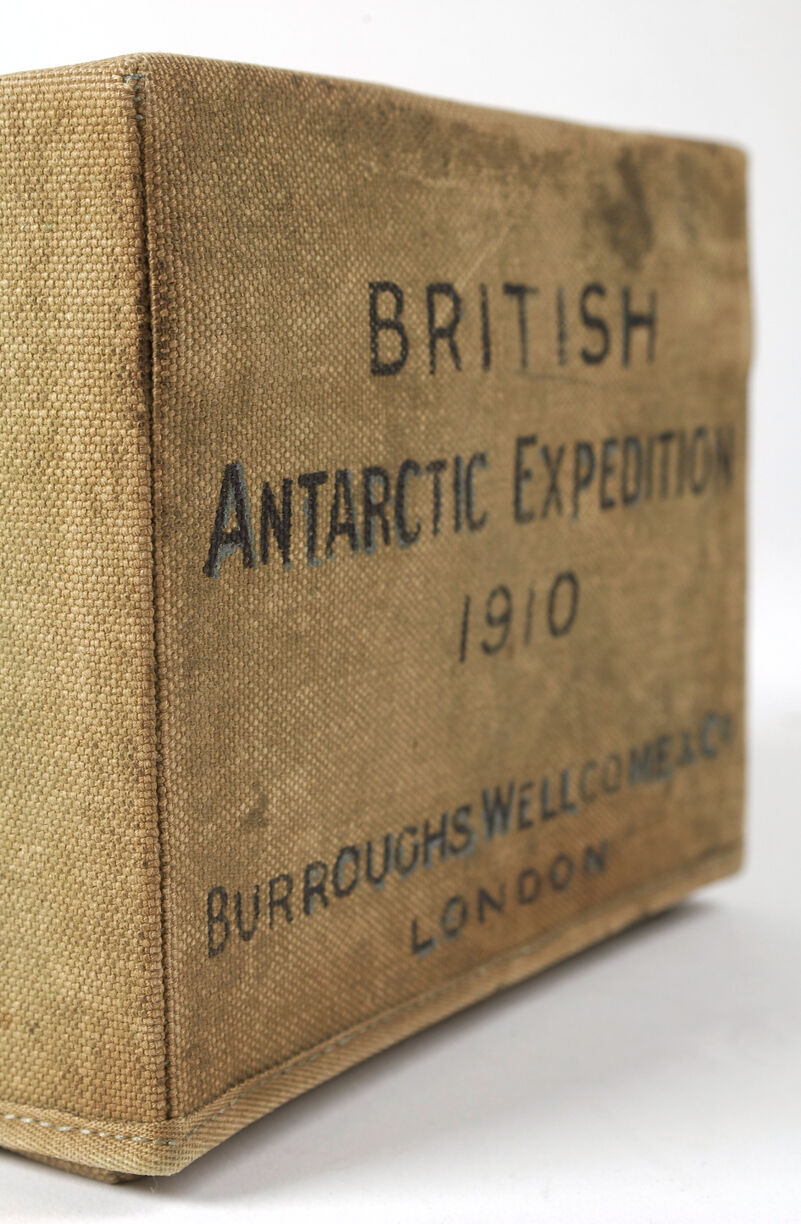 BRITISH
ANTARCTIC EXPEDITION
1910
BURROUGHS WELLCOME & Co
LONDON